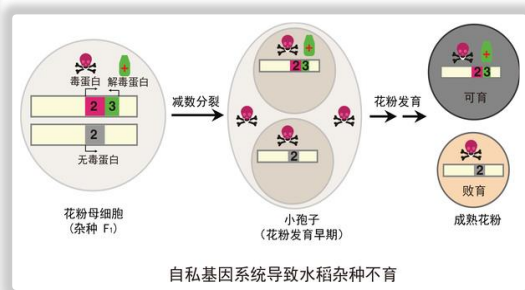 毒蛋白 解毒蛋白
2 3
2
无毒蛋白
花粉母细胞
(杂种 F₁)
减数分裂
2 3
2
小孢子
(花粉发育早期)
花粉发育
2 3
可育
2
败育
成熟花粉
自私基因系统导致水稻杂种不育